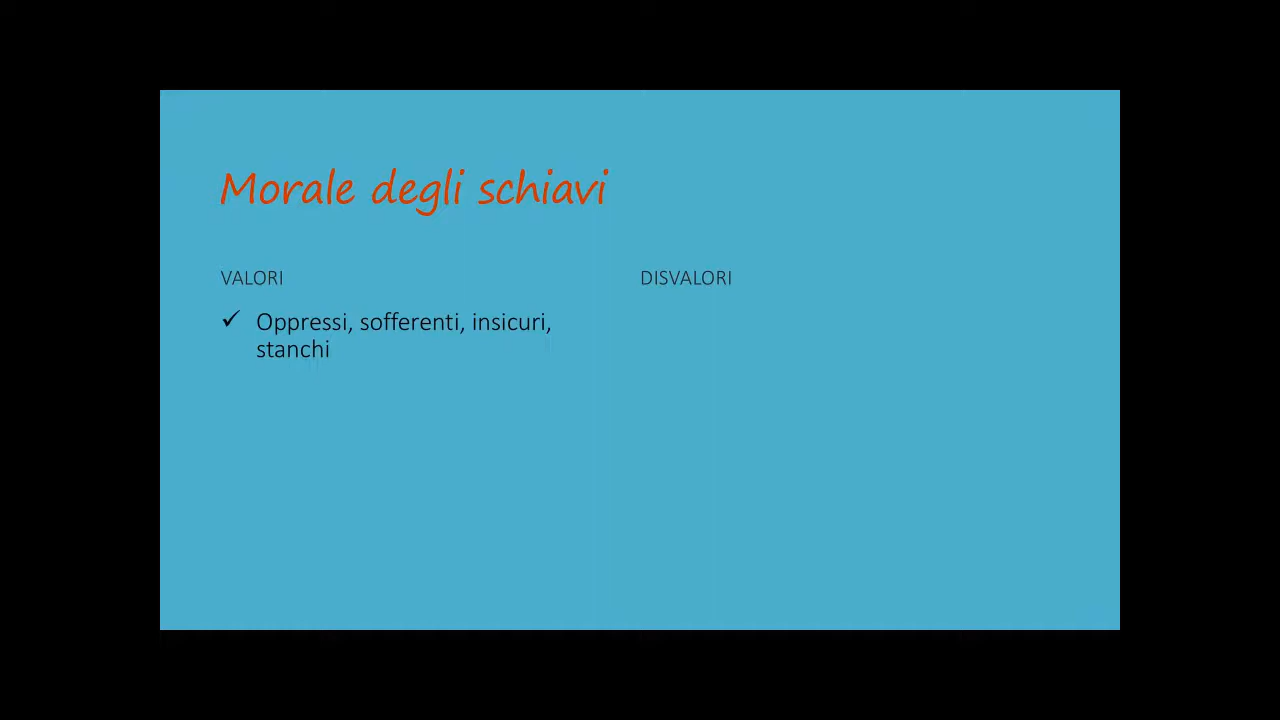 Morale degli schiavi
VALORI
✓ Oppressi, sofferenti, insicuri,
stanchi
DISVALORI